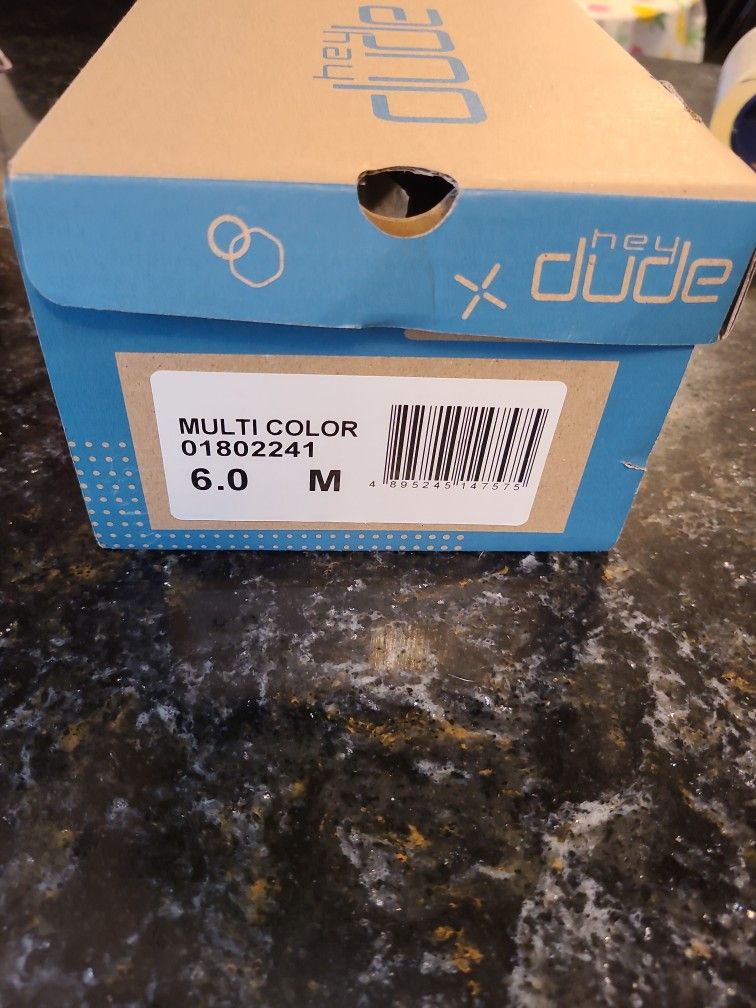 hey
dude
hey
dude
MULTI COLOR
01802241
6.0 M
4 895245 147575